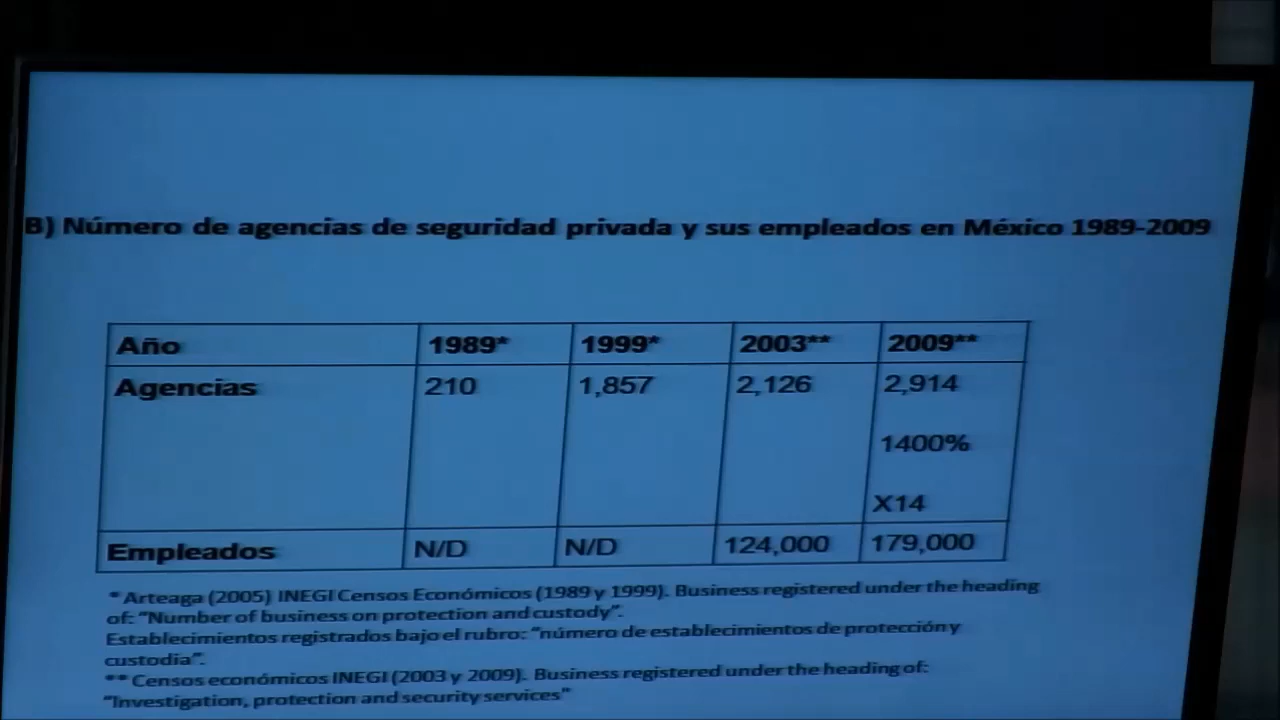 B) Número de agencias de seguridad privada y sus empleados en México 1989-2009
Año 1989* 1999* 2003** 2009**
Agencias 210 1,857 2,126 2,914
1400%
X14
Empleados N/D N/D 124,000 179,000
* Arteaga (2005) INEGI Censos Económicos (1989 y 1999). Business registered under the heading
of: "Number of business on protection and custody".
Establecimientos registrados bajo el rubro: "número de establecimientos de protección y
custodia".
** Censos económicos INEGI (2003 y 2009). Business registered under the heading of:
"Investigation, protection and security services"